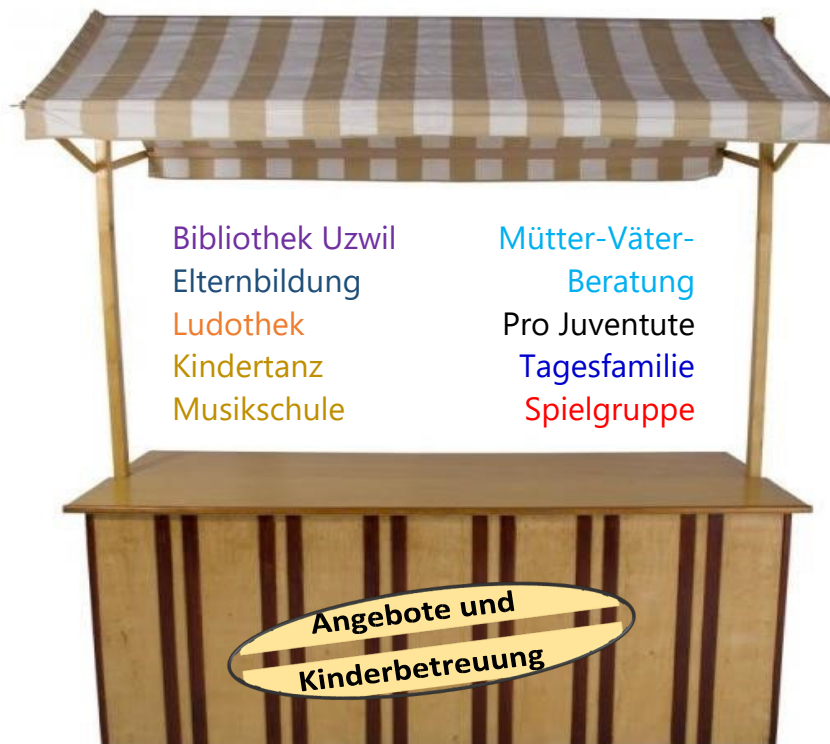 Bibliothek Uzwil
Elternbildung
Ludothek
Kindertanz
Musikschule
Mütter-Väter-
Beratung
Pro Juventute
Tagesfamilie
Spielgruppe
Angebote und
Kinderbetreuung